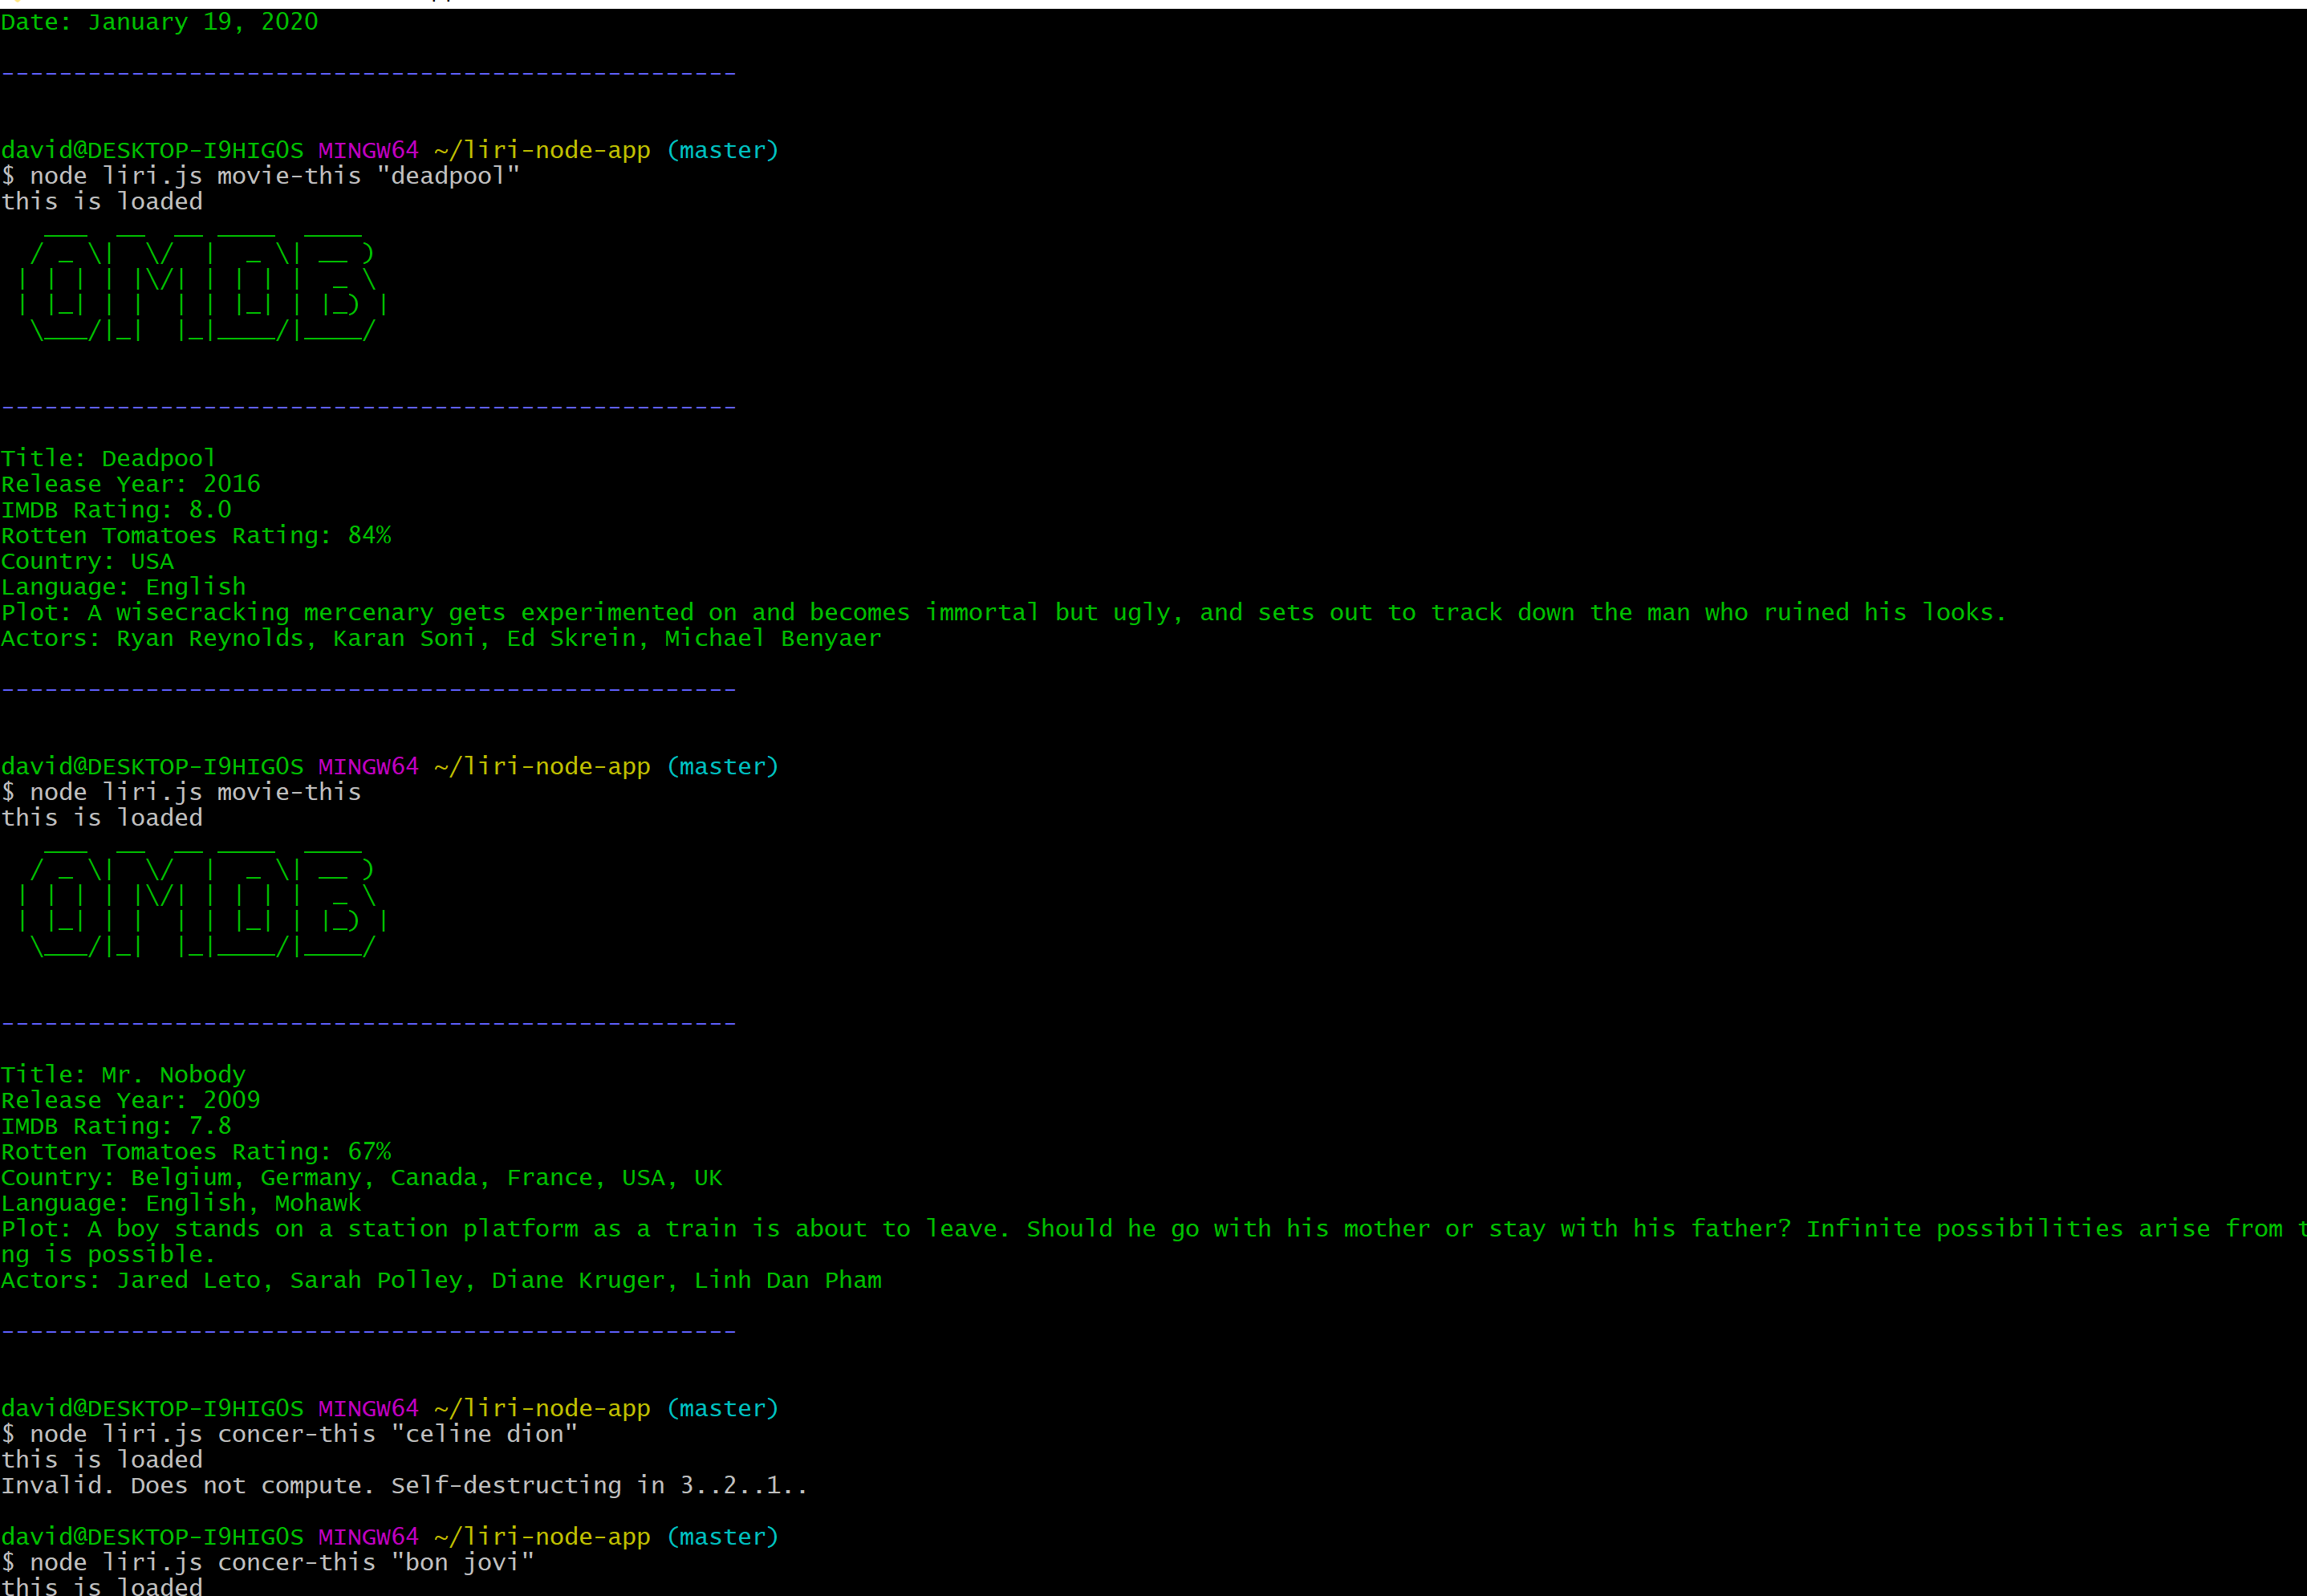 Date: January 19, 2020
--------------------------------------------------
david@DESKTOP-I9HIG0S MINGW64 ~/liri-node-app (master)
$ node liri.js movie-this "deadpool"
this is loaded
OMDB
--------------------------------------------------
Title: Deadpool
Release Year: 2016
IMDB Rating: 8.0
Rotten Tomatoes Rating: 84%
Country: USA
Language: English
Plot: A wisecracking mercenary gets experimented on and becomes immortal but ugly, and sets out to track down the man who ruined his looks.
Actors: Ryan Reynolds, Karan Soni, Ed Skrein, Michael Benyaer
--------------------------------------------------
david@DESKTOP-I9HIG0S MINGW64 ~/liri-node-app (master)
$ node liri.js movie-this
this is loaded
OMDB
--------------------------------------------------
Title: Mr. Nobody
Release Year: 2009
IMDB Rating: 7.8
Rotten Tomatoes Rating: 67%
Country: Belgium, Germany, Canada, France, USA, UK
Language: English, Mohawk
Plot: A boy stands on a station platform as a train is about to leave. Should he go with his mother or stay with his father? Infinite possibilities arise from
ng is possible.
Actors: Jared Leto, Sarah Polley, Diane Kruger, Linh Dan Pham
--------------------------------------------------
david@DESKTOP-I9HIG0S MINGW64 ~/liri-node-app (master)
$ node liri.js concer-this "celine dion"
this is loaded
Invalid. Does not compute. Self-destructing in 3..2..1..
david@DESKTOP-I9HIG0S MINGW64 ~/liri-node-app (master)
$ node liri.js concer-this "bon jovi"
this is loaded